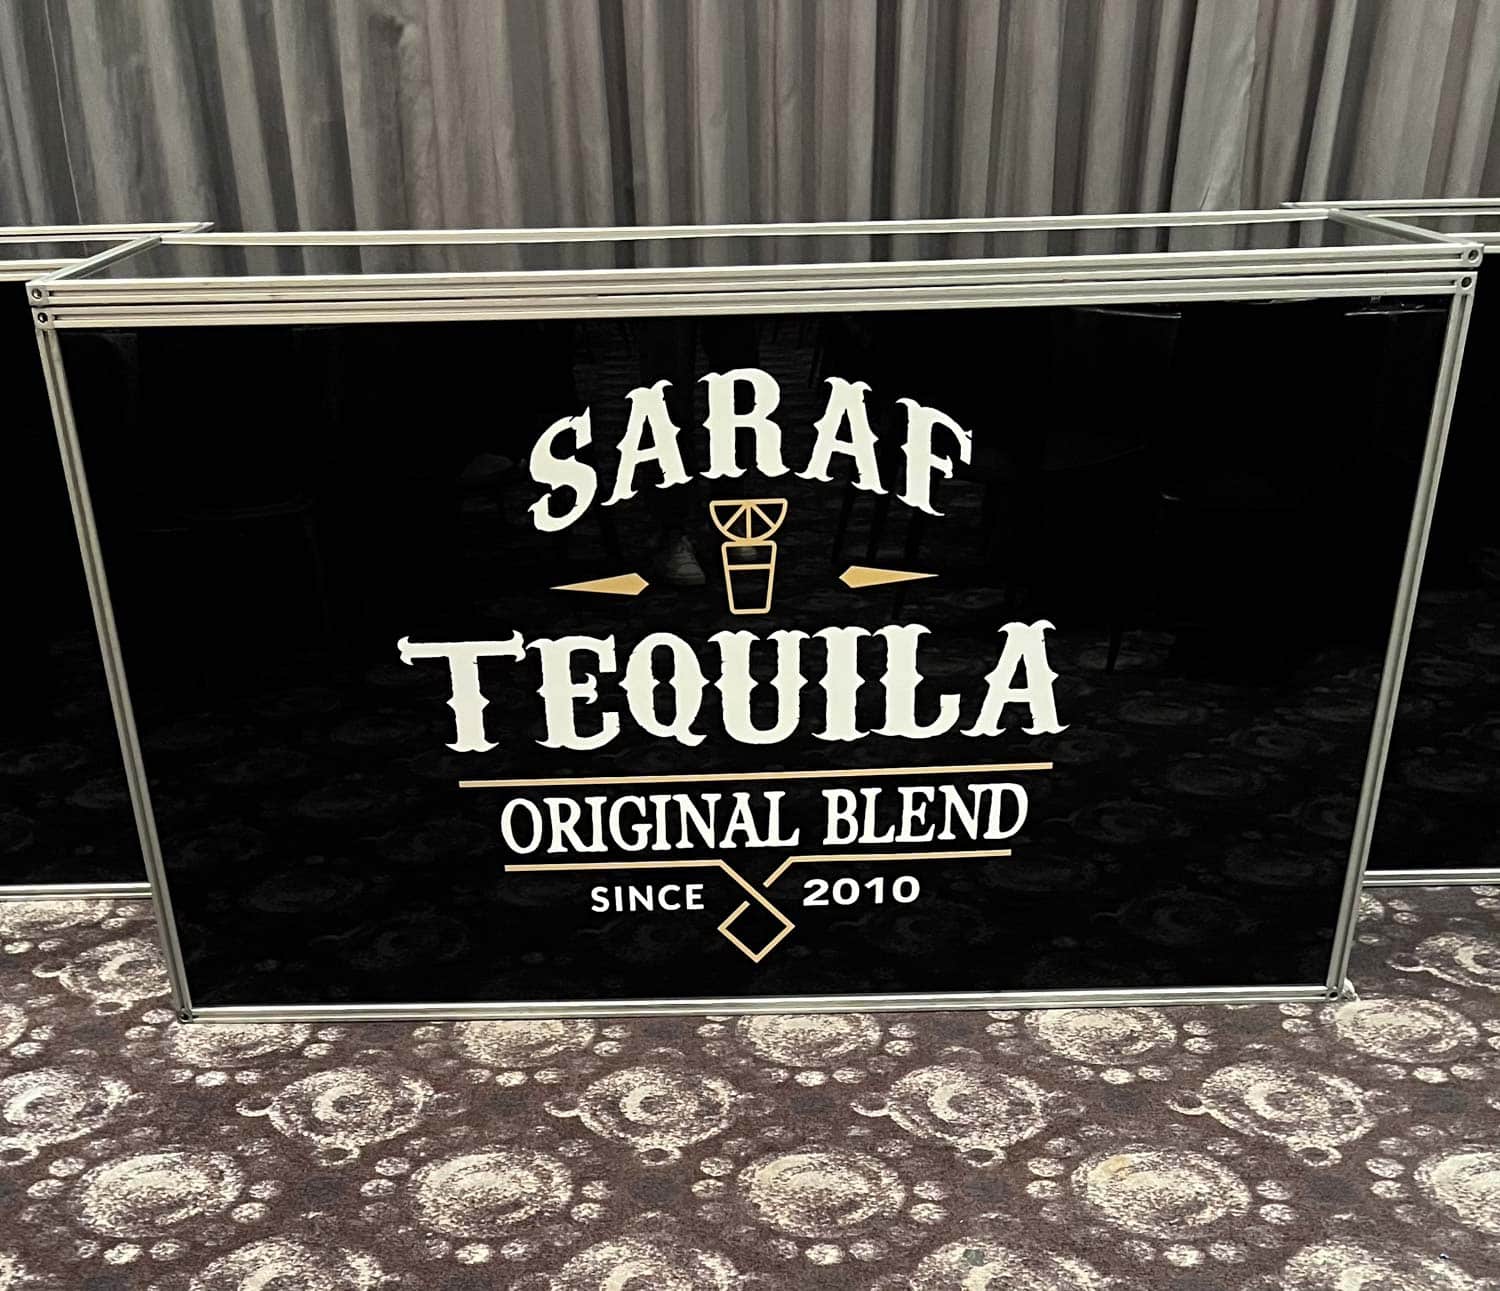 SARAF
TEQUILA
ORIGINAL BLEND
SINCE 2010